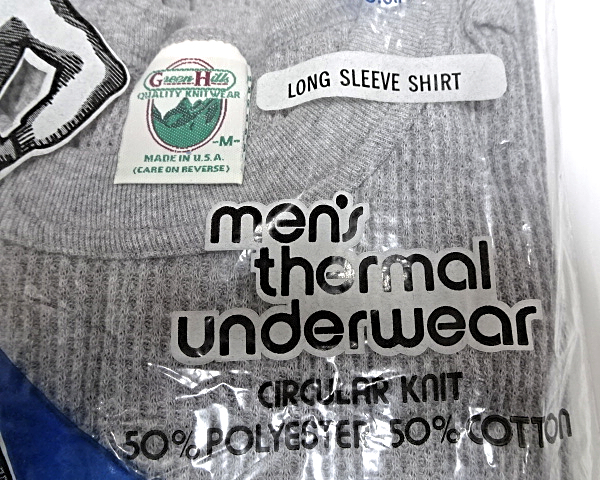 Green Hills
QUALITY KNITWEAR
-M-
MADE IN U.S.A.
(CARE ON REVERSE)
LONG SLEEVE SHIRT
men's
thermal
underwear
CIRCULAR KNIT
50% POLYESTER 50% COTTON